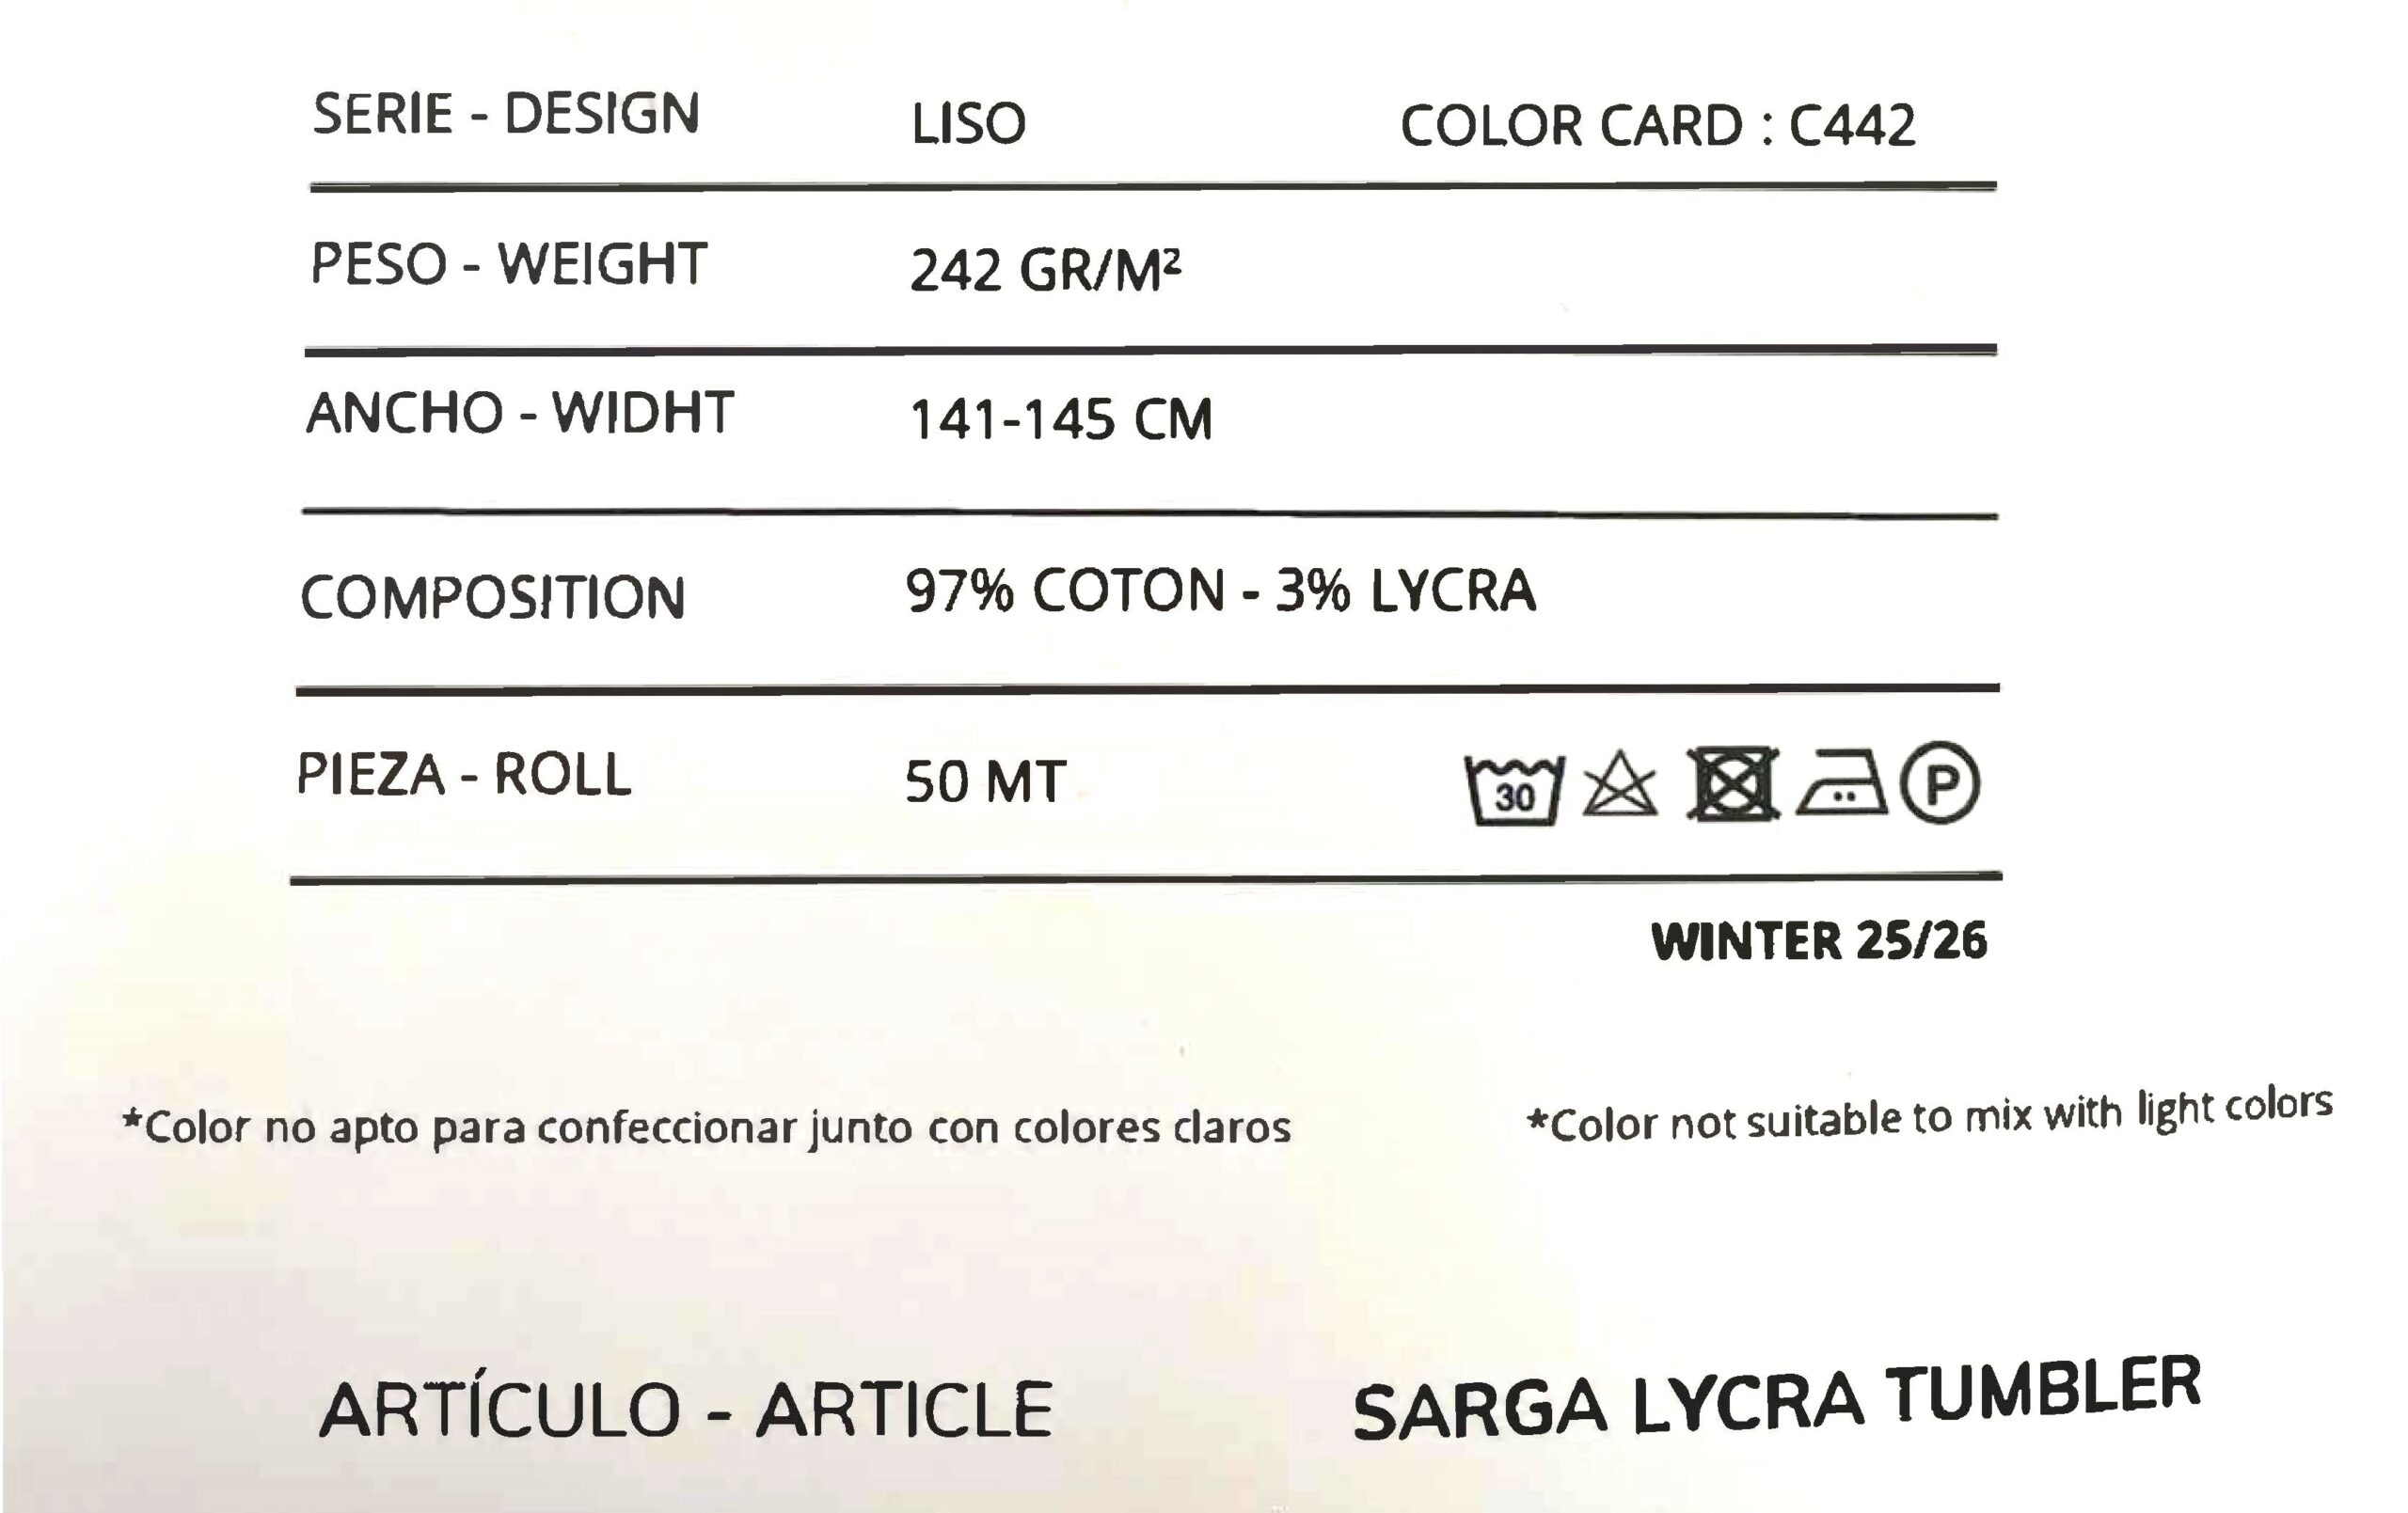 SERIE - DESIGN LISO COLOR CARD : C442
PESO - WEIGHT 242 GR/M²
ANCHO - WIDHT 141-145 CM
COMPOSITION 97% COTON - 3% LYCRA
PIEZA - ROLL 50 MT 30 P
WINTER 25/26
*Color no apto para confeccionar junto con colores claros *Color not suitable to mix with light colors
ARTÍCULO - ARTICLE SARGA LYCRA TUMBLER